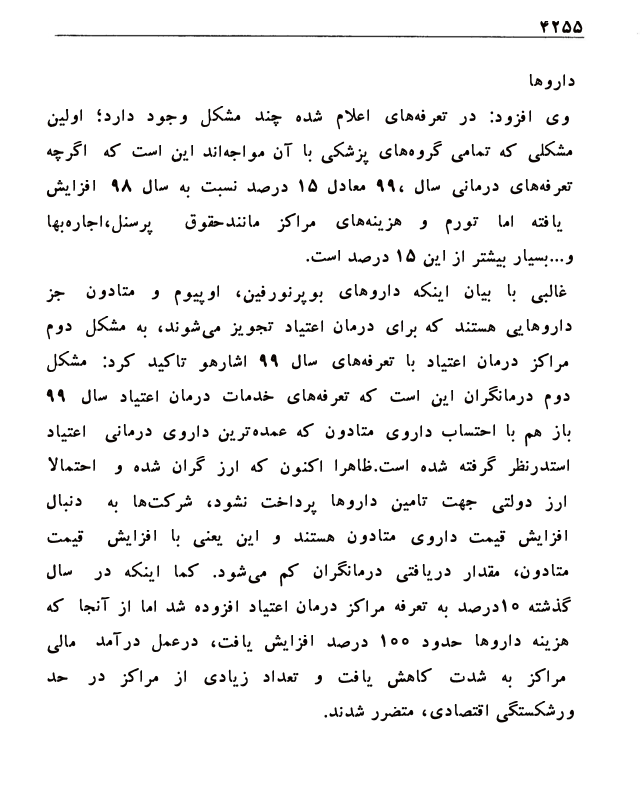 ۴۲۵۵
داروها
وی افزود: در تعرفه‌های اعلام شده چند مشکل وجود دارد؛ اولین
مشکلی که تمامی گروه‌های پزشکی با آن مواجه‌اند این است که اگرچه
تعرفه‌های درمانی سال ،۹۹ معادل ۱۵ درصد نسبت به سال ۹۸ افزایش
یافته اما تورم و هزینه‌های مراکز مانندحقوق پرسنل،اجاره‌بها
و...بسیار بیشتر از این ۱۵ درصد است.
غالبی با بیان اینکه داروهای بوپرنورفین، اوپیوم و متادون جز
داروهایی هستند که برای درمان اعتیاد تجویز می‌شوند، به مشکل دوم
مراکز درمان اعتیاد با تعرفه‌های سال ۹۹ اشارهو تاکید کرد: مشکل
دوم درمانگران این است که تعرفه‌های خدمات درمان اعتیاد سال ۹۹
باز هم با احتساب داروی متادون که عمده‌ترین داروی درمانی اعتیاد
استدرنظر گرفته شده است.ظاهرا اکنون که ارز گران شده و احتمالا
ارز دولتی جهت تامین داروها پرداخت نشود، شرکت‌ها به دنبال
افزایش قیمت داروی متادون هستند و این یعنی با افزایش قیمت
متادون، مقدار دریافتی درمانگران کم می‌شود. کما اینکه در سال
گذشته ۱۰درصد به تعرفه مراکز درمان اعتیاد افزوده شد اما از آنجا که
هزینه داروها حدود ۱۰۰ درصد افزایش یافت، درعمل درآمد مالی
مراکز به شدت کاهش یافت و تعداد زیادی از مراکز در حد
ورشکستگی اقتصادی، متضرر شدند.